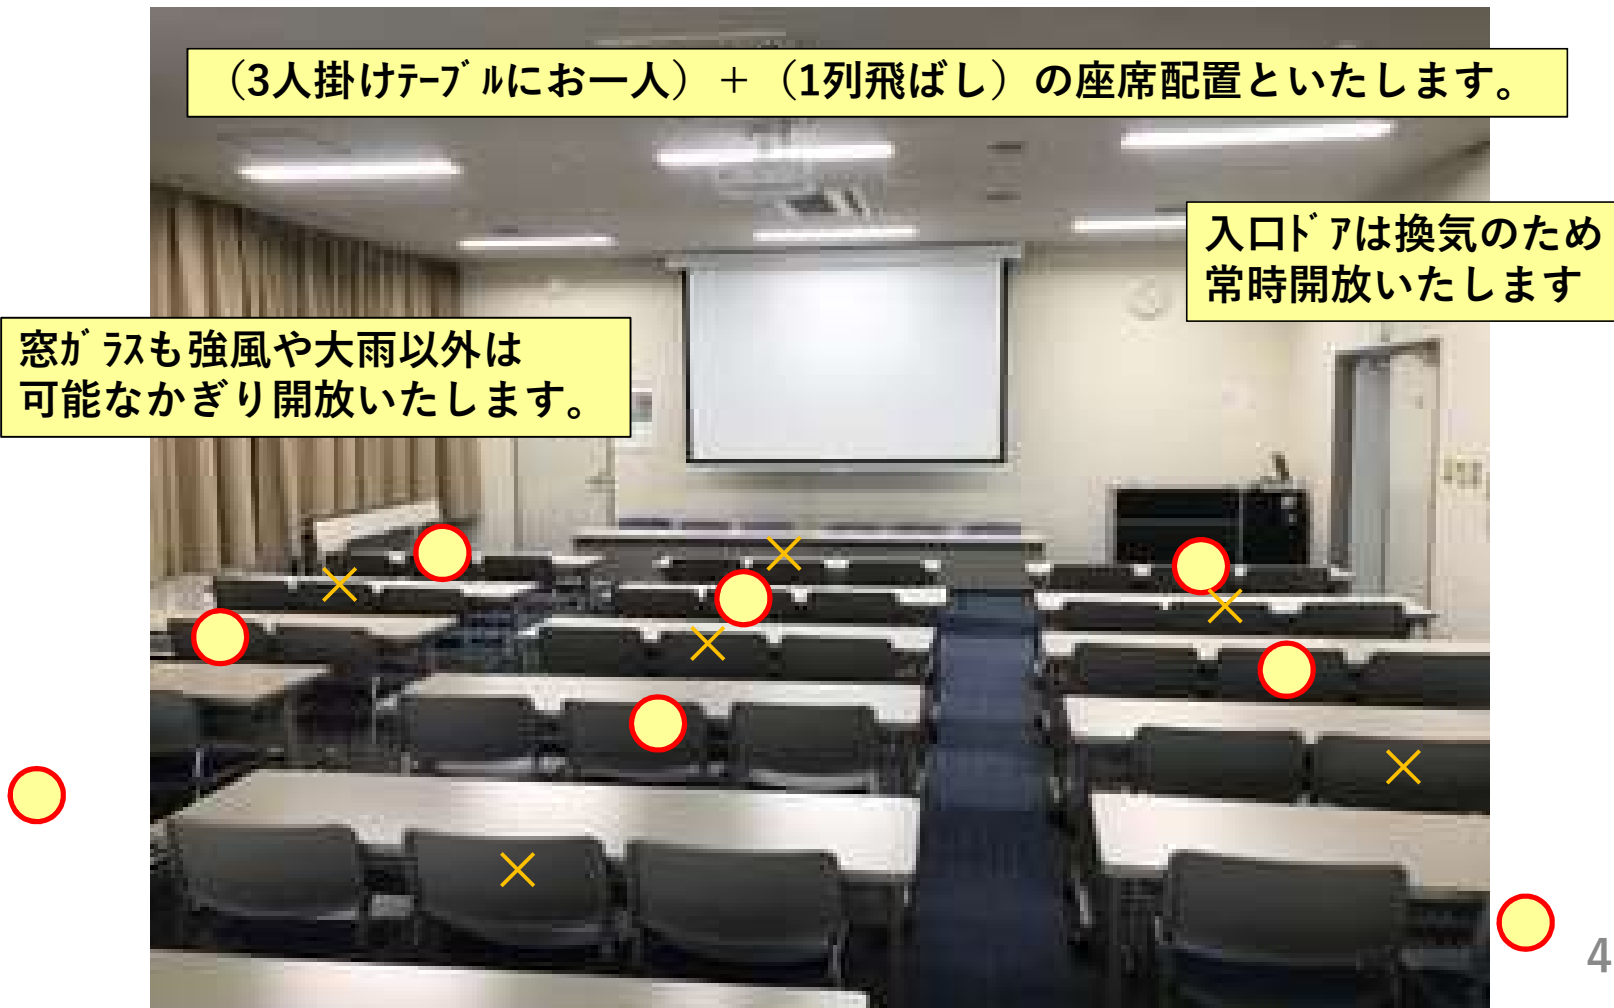 （3人掛けﾃｰﾌﾞﾙにお一人）＋（1列飛ばし）の座席配置といたします。
入口ﾄﾞｱは換気のため
常時開放いたします
窓ｶﾞﾗｽも強風や大雨以外は
可能なかぎり開放いたします。
4